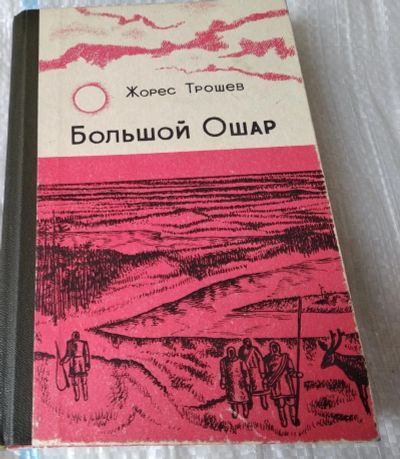 Жорес Трошев
Большой Ошар